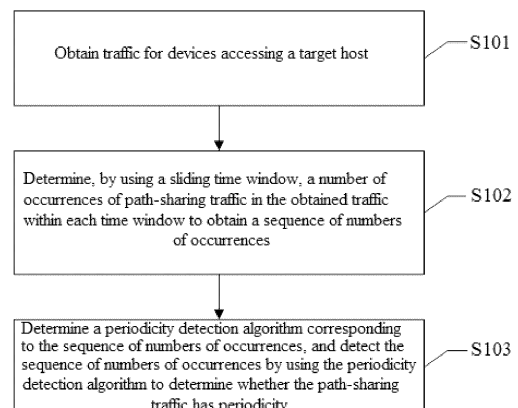 Obtain traffic for devices accessing a target host
S101
Determine, by using a sliding time window, a number of
occurrences of path-sharing traffic in the obtained traffic
within each time window to obtain a sequence of numbers
of occurrences
S102
Determine a periodicity detection algorithm corresponding
to the sequence of numbers of occurrences, and detect the
sequence of numbers of occurrences by using the periodicity
detection algorithm to determine whether the path-sharing
traffic has periodicity
S103